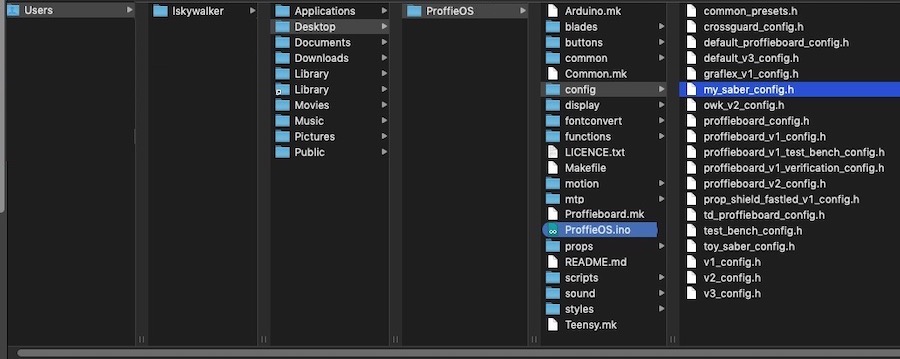 Users
lskywalker
Applications
Desktop
Documents
Downloads
Library
Library
Movies
Music
Pictures
Public
ProffieOS
Arduino.mk
blades
buttons
common
Common.mk
config
display
fontconvert
functions
LICENCE.txt
Makefile
motion
mtp
Proffieboard.mk
ProffieOS.ino
props
README.md
scripts
sound
styles
Teensy.mk
common_presets.h
crossguard_config.h
default_proffieboard_config.h
default_v3_config.h
graflex_v1_config.h
my_saber_config.h
owk_v2_config.h
proffieboard_config.h
proffieboard_v1_config.h
proffieboard_v1_test_bench_config.h
proffieboard_v1_verification_config.h
proffieboard_v2_config.h
prop_shield_fastled_v1_config.h
td_proffieboard_config.h
test_bench_config.h
toy_saber_config.h
v1_config.h
v2_config.h
v3_config.h